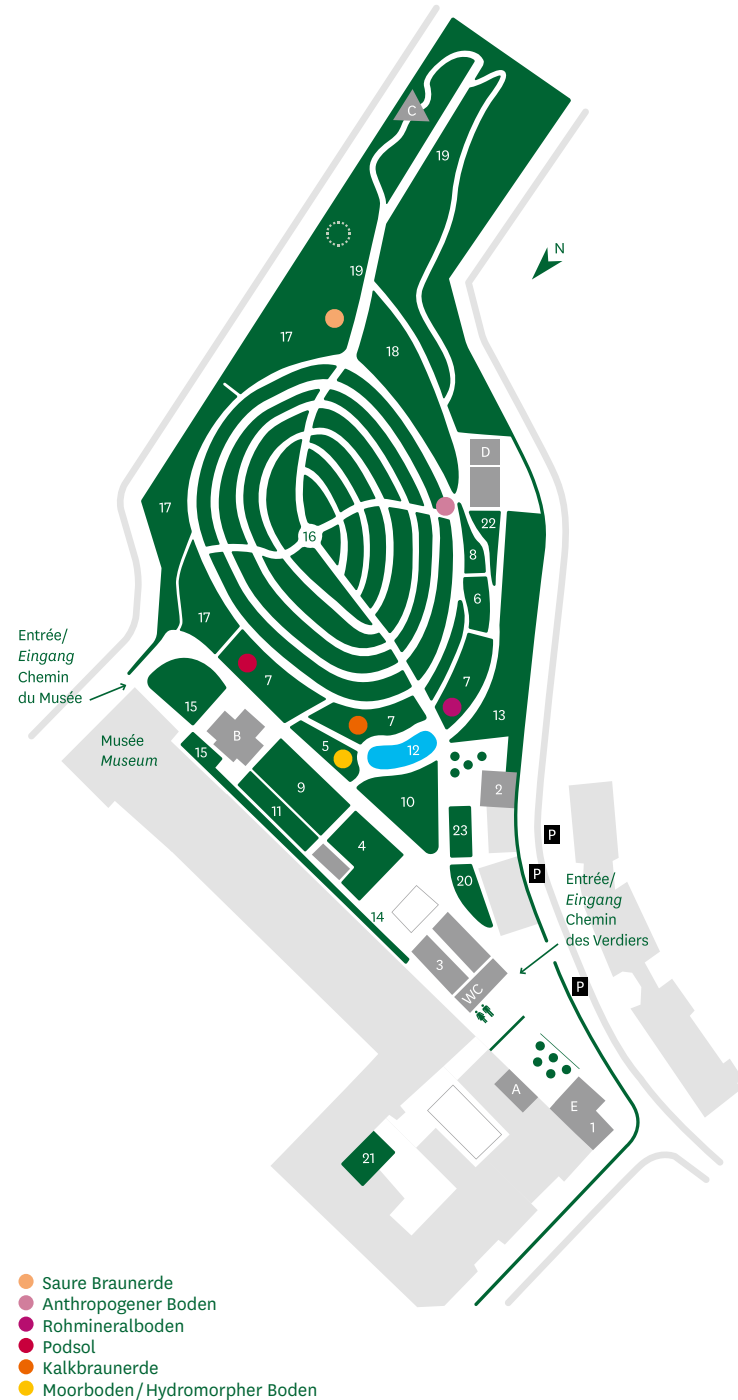 C
19
N
19
17
18
D
17
22
16
8
6
17
Entrée/
Eingang
Chemin
du Musée
7
7
15
7
13
B
Musée
Museum
15
5
12
2
9
10
11
23
P
4
P
20
Entrée/
Eingang
Chemin
des Verdiers
14
3
WC
P
A
E
1
21
Saure Braunerde
Anthropogener Boden
Rohmineralboden
Podsol
Kalkbraunerde
Moorboden/Hydromorpher Boden